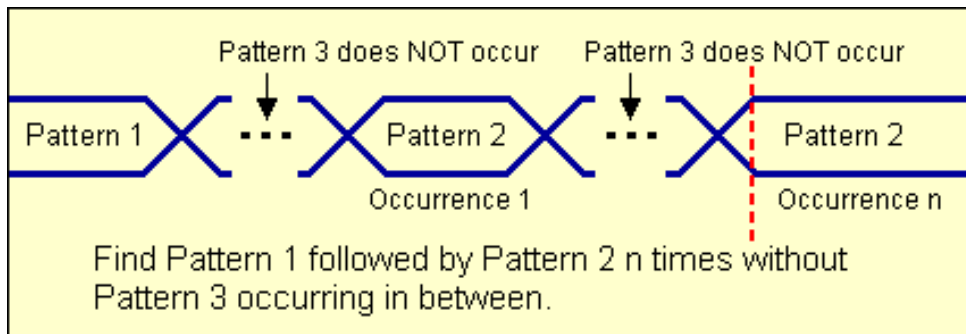 Pattern 3 does NOT occur Pattern 3 does NOT occur
Pattern 1 Pattern 2 Pattern 2
Occurrence 1 Occurrence n
Find Pattern 1 followed by Pattern 2 n times without
Pattern 3 occurring in between.